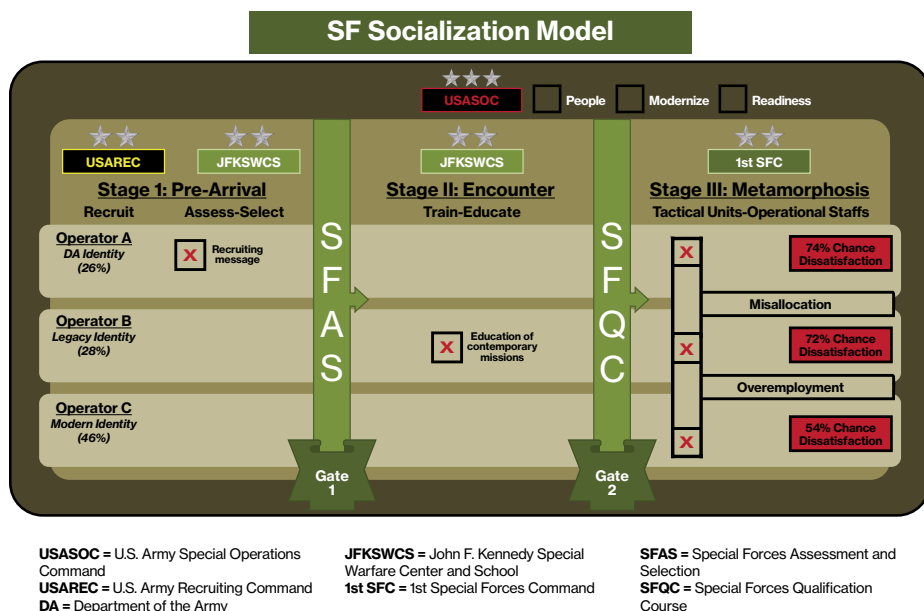 SF Socialization Model
USASOC
People
Modernize
Readiness
USAREC
JFKSWCS
JFKSWCS
1st SFC
Stage 1: Pre-Arrival
Stage II: Encounter
Stage III: Metamorphosis
Recruit
Assess-Select
Train-Educate
Tactical Units-Operational Staffs
Operator A
DA Identity
(26%)
X
Recruiting
message
X
74% Chance
Dissatisfaction
Misallocation
Operator B
Legacy Identity
(28%)
X
Education of
contemporary
missions
X
72% Chance
Dissatisfaction
Overemployment
Operator C
Modern Identity
(46%)
X
54% Chance
Dissatisfaction
SFAS
SFQC
Gate
1
Gate
2
USASOC = U.S. Army Special Operations
Command
USAREC = U.S. Army Recruiting Command
DA = Department of the Army
JFKSWCS = John F. Kennedy Special
Warfare Center and School
1st SFC = 1st Special Forces Command
SFAS = Special Forces Assessment and
Selection
SFQC = Special Forces Qualification
Course